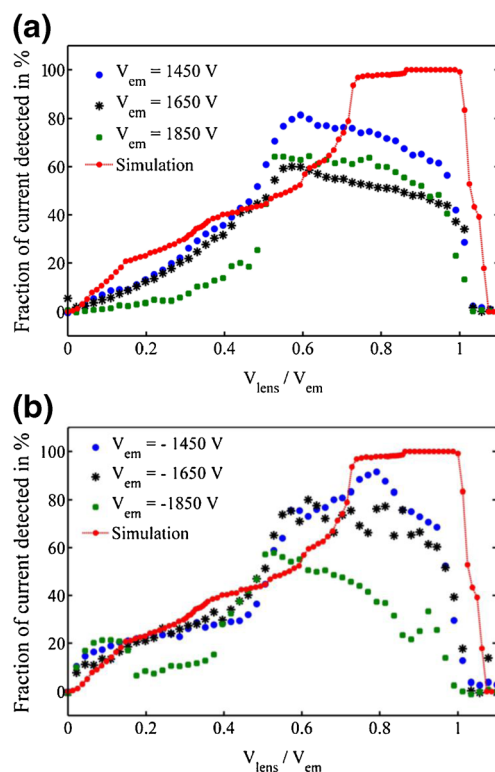 (a)
Fraction of current detected in %
100
80
60
40
20
0
V_em = 1450 V
V_em = 1650 V
V_em = 1850 V
Simulation
0 0.2 0.4 0.6 0.8 1
V_lens / V_em
(b)
Fraction of current detected in %
100
80
60
40
20
0
V_em = - 1450 V
V_em = - 1650 V
V_em = -1850 V
Simulation
0 0.2 0.4 0.6 0.8 1
V_lens / V_em